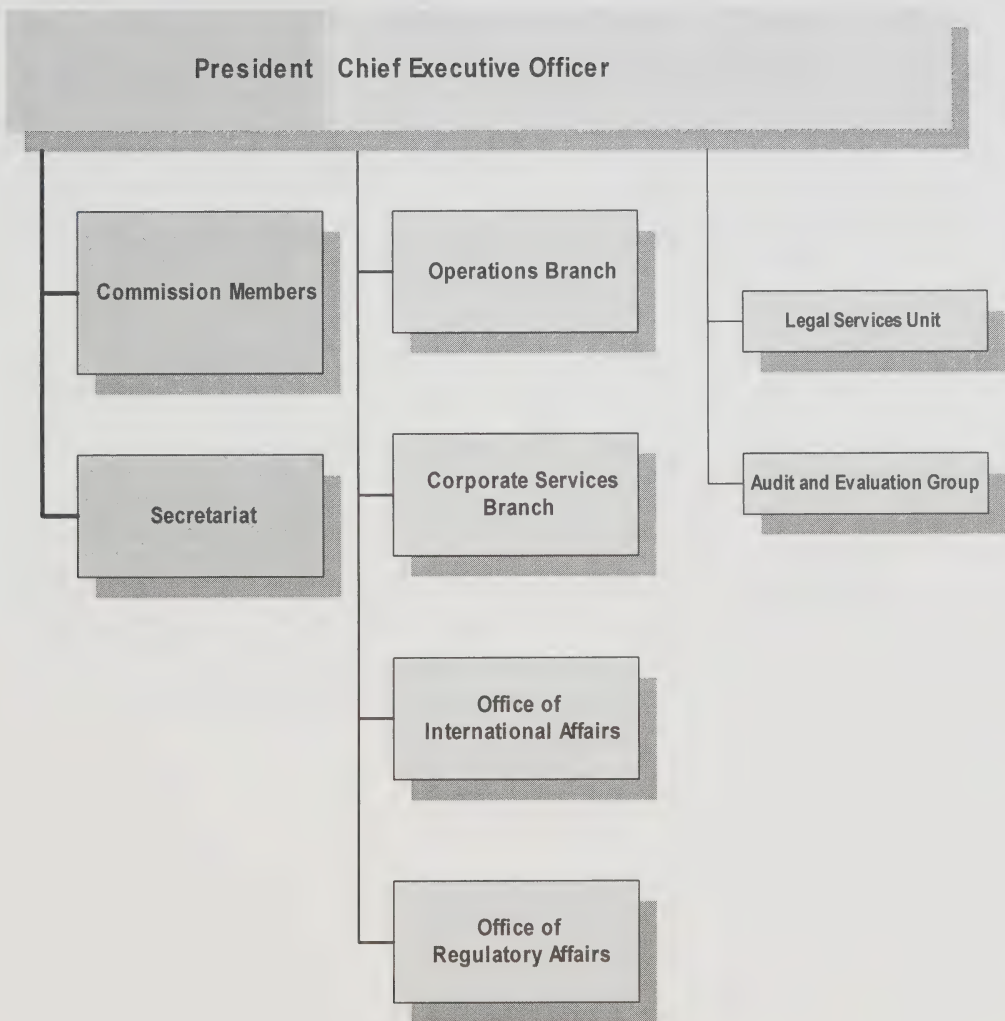 President Chief Executive Officer
Commission Members
Secretariat
Operations Branch
Corporate Services
Branch
Office of
International Affairs
Office of
Regulatory Affairs
Legal Services Unit
Audit and Evaluation Group